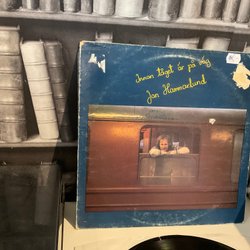 Innan tåget är på väg
Jan Hammarlund